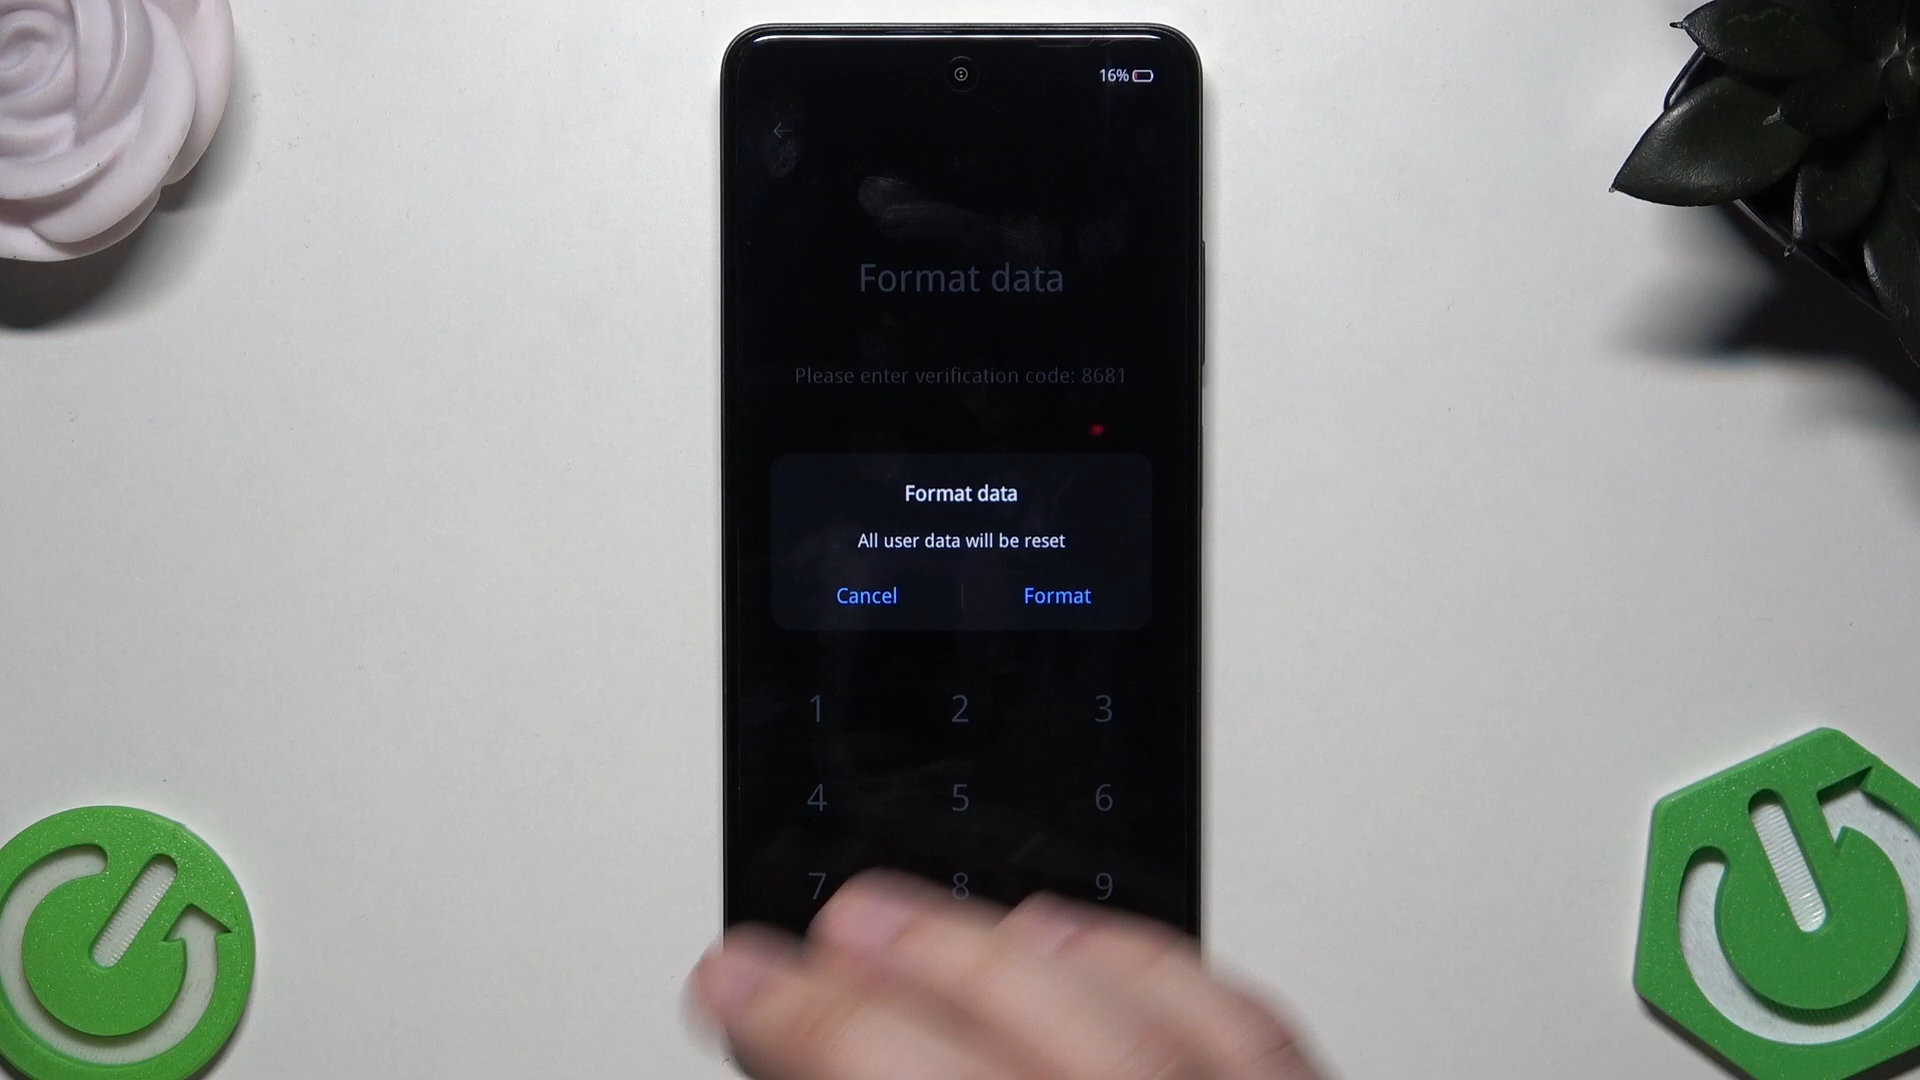 16%
Format data
Please enter verification code: 8681
Format data
All user data will be reset
Cancel Format
1 2 3
4 5 6
7 8 9